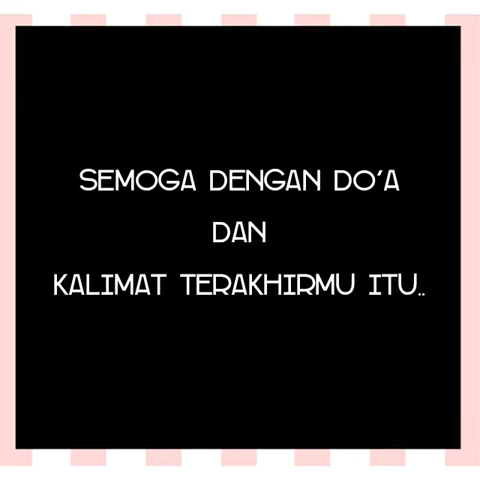 SEMOGA DENGAN DO'A
DAN
KALIMAT TERAKHIRMU ITU..